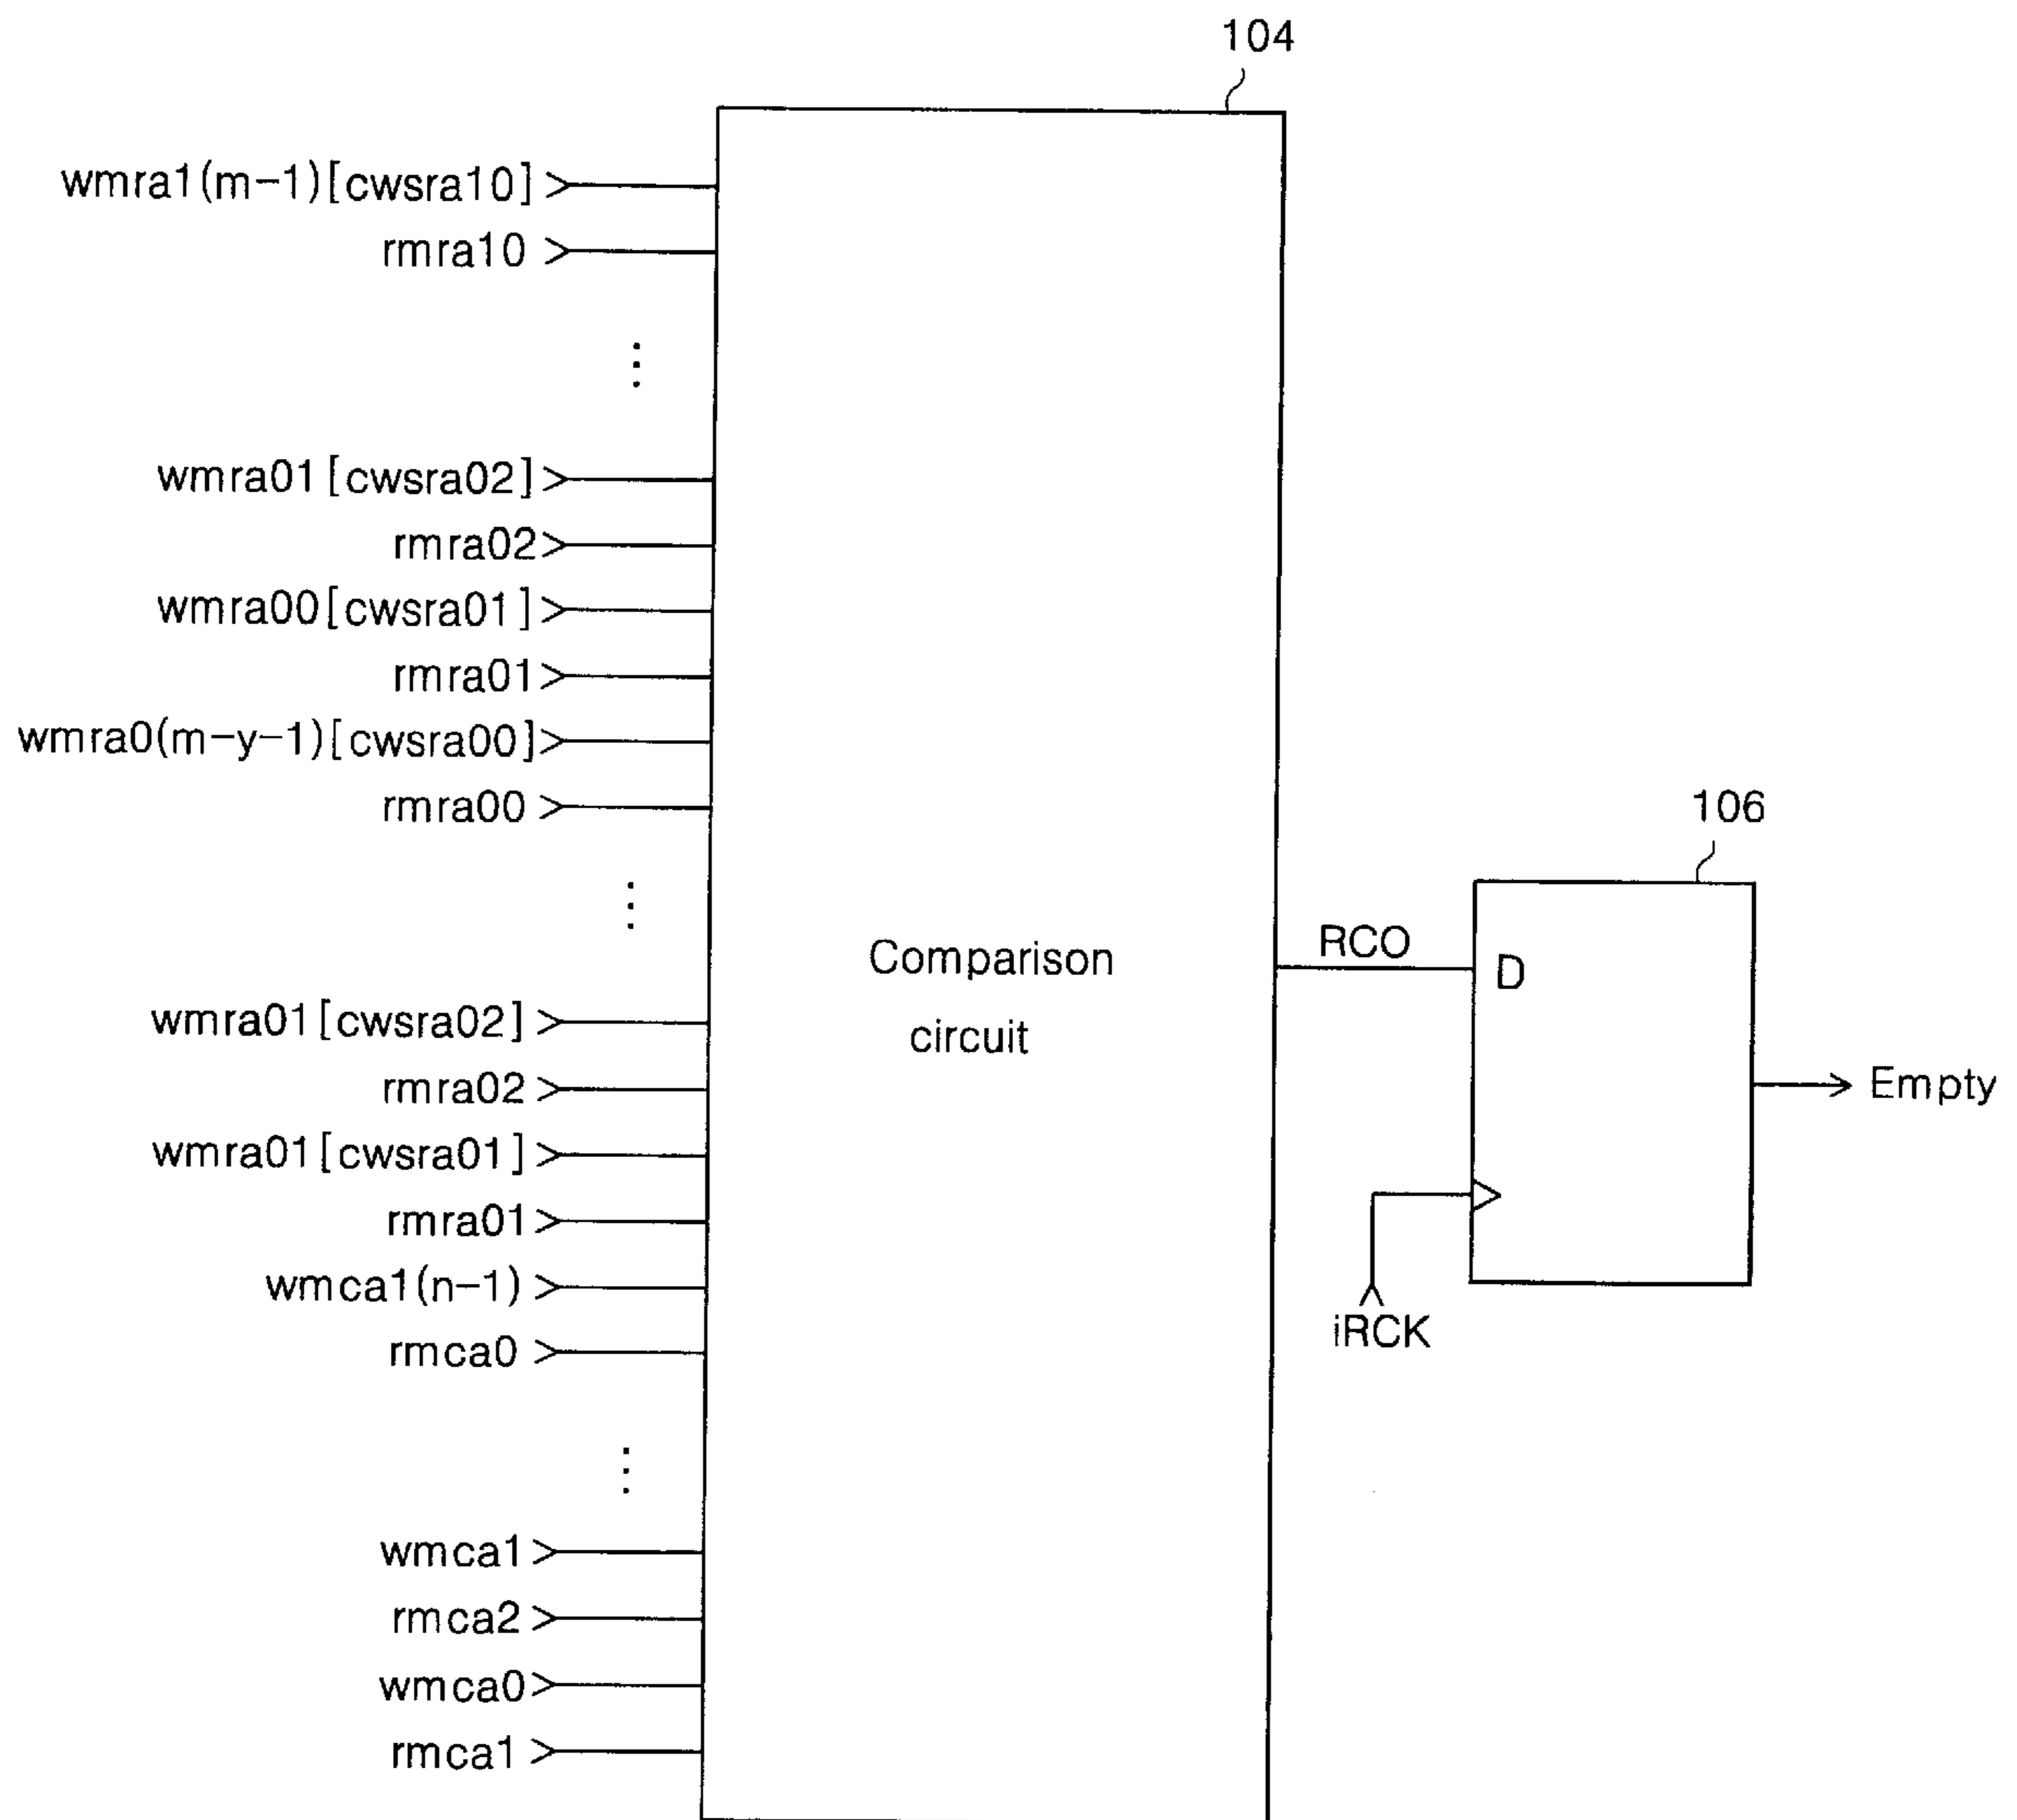 104
wmra1(m-1)[cwsra10]
rmra10
wmra01[cwsra02]
rmra02
wmra00[cwsra01]
rmra01
wmra0(m-y-1)[cwsra00]
rmra00
106
Comparison
circuit
RCO
D
wmra01[cwsra02]
rmra02
Empty
wmra01[cwsra01]
rmra01
wmca1(n-1)
rmca0
iRCK
wmca1
rmca2
wmca0
rmca1